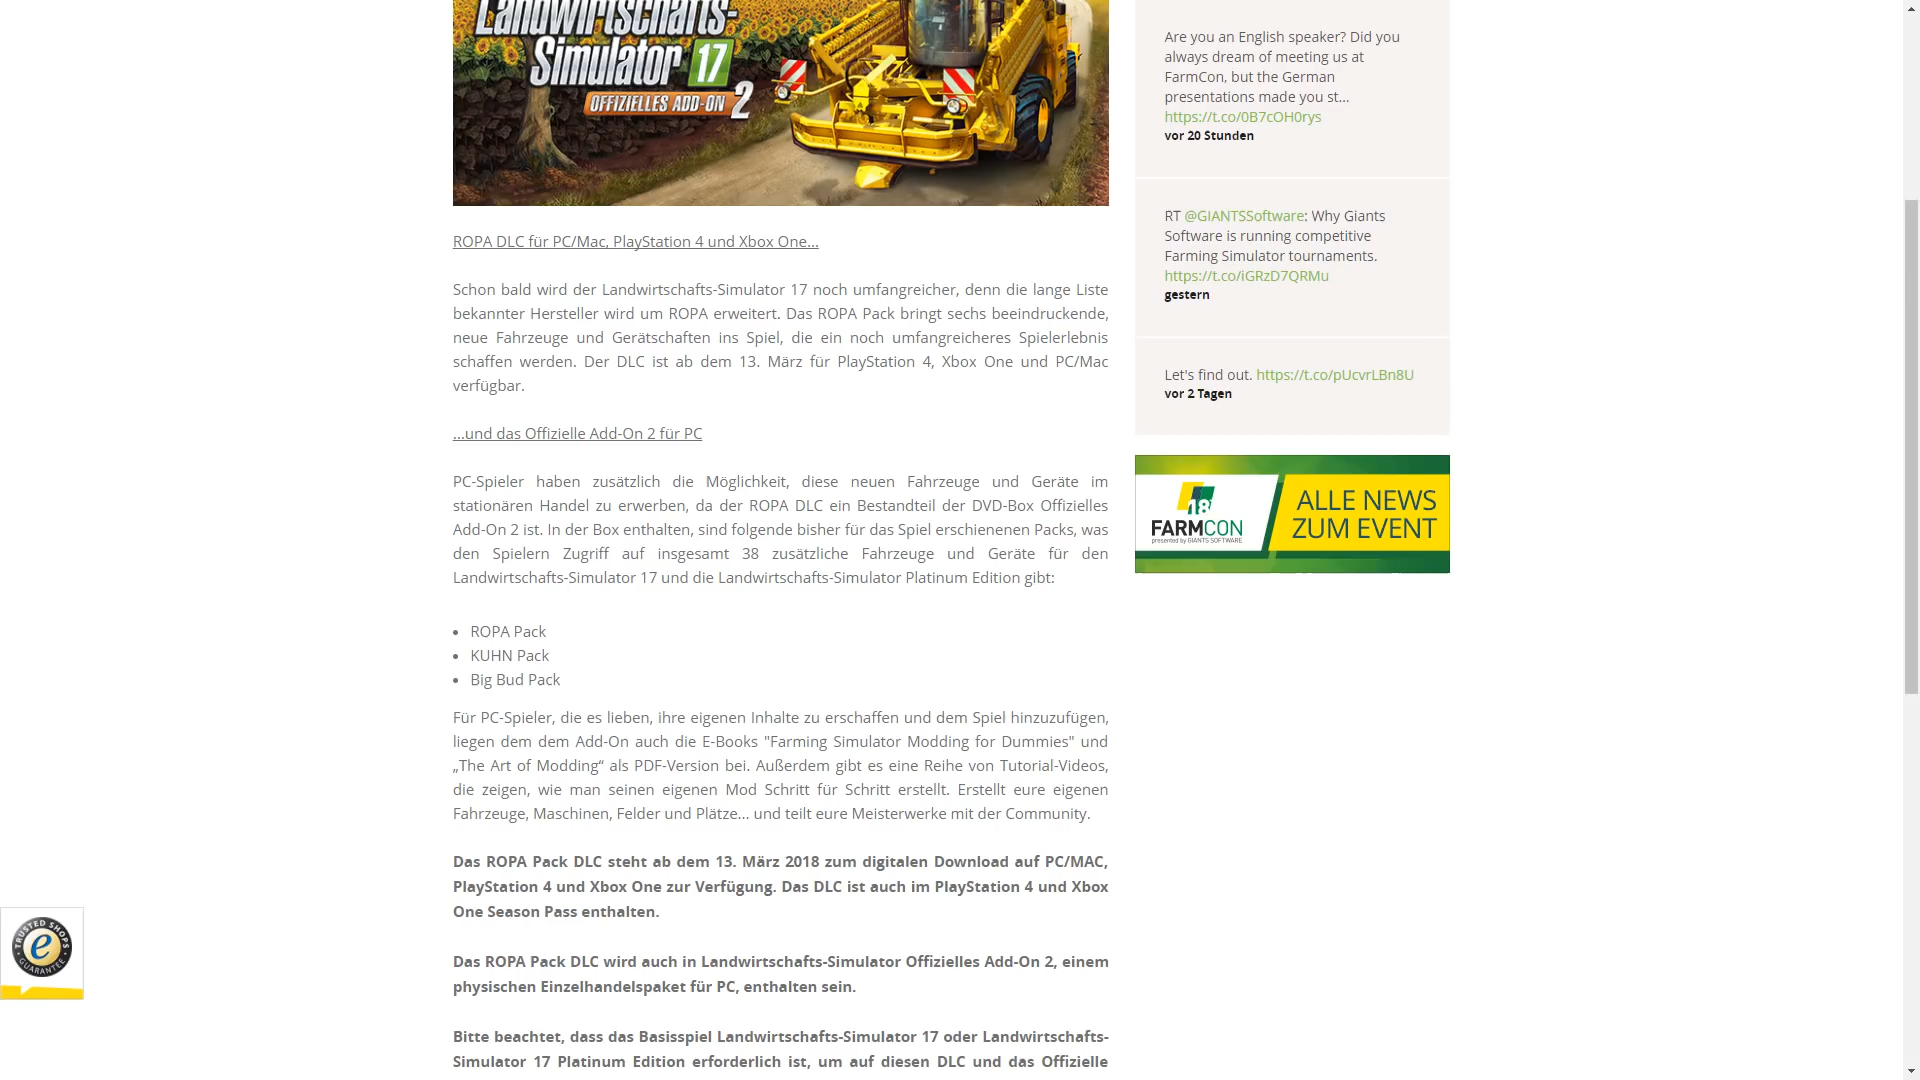 Landwirtschafts-
Simulator 17
OFFIZIELLES ADD-ON 2
ROPA DLC für PC/Mac, PlayStation 4 und Xbox One...
Schon bald wird der Landwirtschafts-Simulator 17 noch umfangreicher, denn die lange Liste
bekannter Hersteller wird um ROPA erweitert. Das ROPA Pack bringt sechs beeindruckende,
neue Fahrzeuge und Gerätschaften ins Spiel, die ein noch umfangreicheres Spielerlebnis
schaffen werden. Der DLC ist ab dem 13. März für PlayStation 4, Xbox One und PC/Mac
verfügbar.
...und das Offizielle Add-On 2 für PC
PC-Spieler haben zusätzlich die Möglichkeit, diese neuen Fahrzeuge und Geräte im
stationären Handel zu erwerben, da der ROPA DLC ein Bestandteil der DVD-Box Offizielles
Add-On 2 ist. In der Box enthalten, sind folgende bisher für das Spiel erschienenen Packs, was
den Spielern Zugriff auf insgesamt 38 zusätzliche Fahrzeuge und Geräte für den
Landwirtschafts-Simulator 17 und die Landwirtschafts-Simulator Platinum Edition gibt:
• ROPA Pack
• KUHN Pack
• Big Bud Pack
Für PC-Spieler, die es lieben, ihre eigenen Inhalte zu erschaffen und dem Spiel hinzuzufügen,
liegen dem dem Add-On auch die E-Books "Farming Simulator Modding for Dummies" und
„The Art of Modding“ als PDF-Version bei. Außerdem gibt es eine Reihe von Tutorial-Videos,
die zeigen, wie man seinen eigenen Mod Schritt für Schritt erstellt. Erstellt eure eigenen
Fahrzeuge, Maschinen, Felder und Plätze... und teilt eure Meisterwerke mit der Community.
Das ROPA Pack DLC steht ab dem 13. März 2018 zum digitalen Download auf PC/MAC,
PlayStation 4 und Xbox One zur Verfügung. Das DLC ist auch im PlayStation 4 und Xbox
One Season Pass enthalten.
Das ROPA Pack DLC wird auch in Landwirtschafts-Simulator Offizielles Add-On 2, einem
physischen Einzelhandelspaket für PC, enthalten sein.
Bitte beachtet, dass das Basisspiel Landwirtschafts-Simulator 17 oder Landwirtschafts-
Simulator 17 Platinum Edition erforderlich ist, um auf diesen DLC und das Offizielle
Are you an English speaker? Did you
always dream of meeting us at
FarmCon, but the German
presentations made you st...
https://t.co/0B7cOH0rys
vor 20 Stunden
RT @GIANTSSoftware: Why Giants
Software is running competitive
Farming Simulator tournaments.
https://t.co/iGRzD7QRMu
gestern
Let's find out. https://t.co/pUcvrLBn8U
vor 2 Tagen
18
FARMCON
presented by GIANTS SOFTWARE
ALLE NEWS
ZUM EVENT
TRUSTED SHOPS
e
GUARANTEE